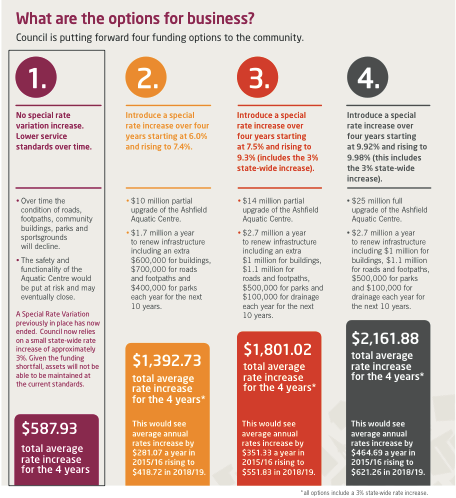 What are the options for business?
Council is putting forward four funding options to the community.
1.
No special rate
variation increase.
Lower service
standards over time.
• Over time the
condition of roads,
footpaths, community
buildings, parks and
sportsgrounds
will decline.
• The safety and
functionality of the
Aquatic Centre would
be put at risk and may
eventually close.
A Special Rate Variation
previously in place has now
ended. Council now relies
on a small state-wide rate
increase of approximately
3%. Given the funding
shortfall, assets will not be
able to be maintained at
the current standards.
$587.93
total average
rate increase
for the 4 years
2.
Introduce a special
rate increase over four
years starting at 6.0%
and rising to 7.4%.
• $10 million partial
upgrade of the Ashfield
Aquatic Centre.
• $1.7 million a year
to renew infrastructure
including an extra
$600,000 for buildings,
$700,000 for roads
and footpaths and
$400,000 for parks
each year for the next
10 years.
$1,392.73
total average
rate increase
for the 4 years*
This would see
average annual
rates increase by
$281.07 a year in
2015/16 rising to
$418.72 in 2018/19.
3.
Introduce a special
rate increase over
four years starting
at 7.5% and rising to
9.3% (includes the 3%
state-wide increase).
• $14 million partial
upgrade of the Ashfield
Aquatic Centre.
• $2.7 million a year
to renew infrastructure
including an extra
$1 million for buildings,
$1.1 million for
roads and footpaths,
$500,000 for parks and
$100,000 for drainage
each year for the next
10 years.
$1,801.02
total average
rate increase
for the 4 years*
This would see
average annual
rates increase by
$351.33 a year in
2015/16 rising to
$551.83 in 2018/19.
4.
Introduce a special
rate increase over
four years starting
at 9.92% and rising to
9.98% (this includes
the 3% state-wide
increase).
• $25 million full
upgrade of the Ashfield
Aquatic Centre.
• $2.7 million a year
to renew infrastructure
including $1 million for
buildings, $1.1 million
for roads and footpaths,
$500,000 for parks and
$100,000 for
drainage each year for
the next 10 years.
$2,161.88
total average
rate increase
for the 4 years*
This would see
average annual
rates increase by
$464.69 a year in
2015/16 rising to
$621.26 in 2018/19.
*all options include a 3% state-wide rate increase.